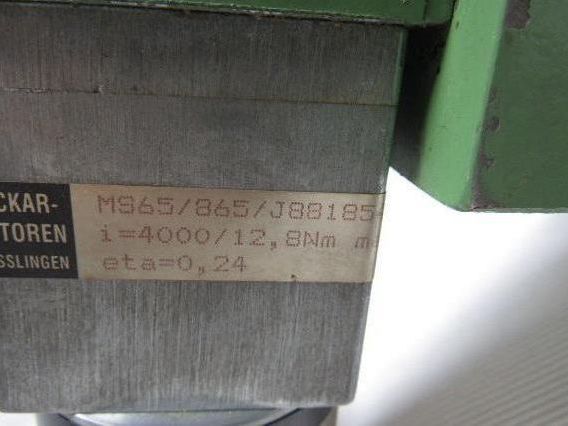 CKAR-
TOREN
SSLINGEN
MS65/865/J88185
i=4000/12,8Nm m
eta=0,24